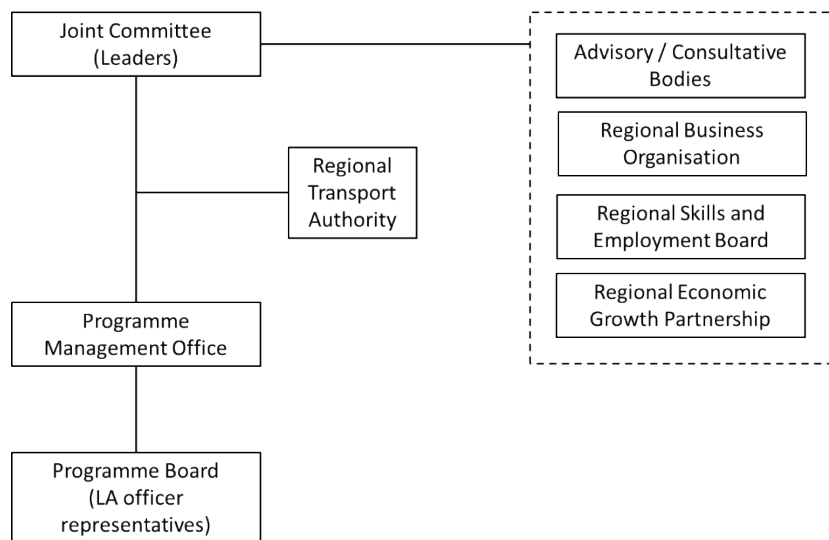 Joint Committee
(Leaders)
Advisory / Consultative
Bodies
Regional Business
Organisation
Regional
Transport
Authority
Regional Skills and
Employment Board
Regional Economic
Growth Partnership
Programme
Management Office
Programme Board
(LA officer
representatives)